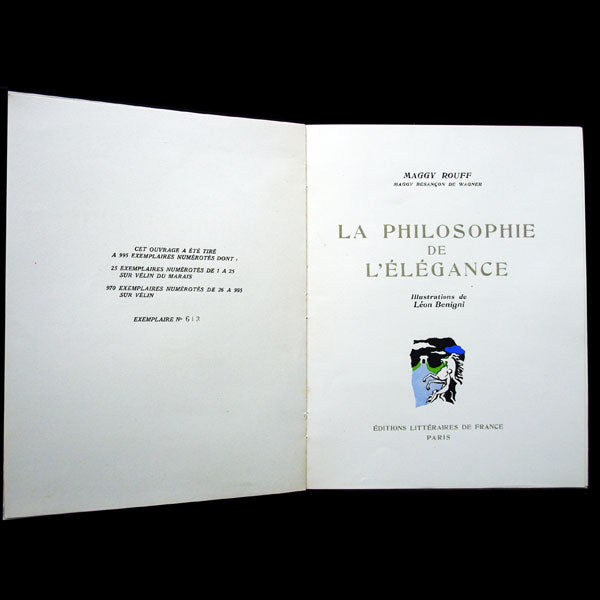 CET OUVRAGE A ÉTÉ TIRÉ
A 995 EXEMPLAIRES NUMÉROTÉS DONT :
25 EXEMPLAIRES NUMÉROTÉS DE 1 A 25
SUR VÉLIN DU MARAIS
970 EXEMPLAIRES NUMÉROTÉS DE 26 A 995
SUR VÉLIN
EXEMPLAIRE Nº
MAGGY ROUFF
MAGGY BESANÇON DE WAGNER
LA PHILOSOPHIE
DE
L'ÉLÉGANCE
Illustrations de
Léon Benigni
ÉDITIONS LITTÉRAIRES DE FRANCE
PARIS